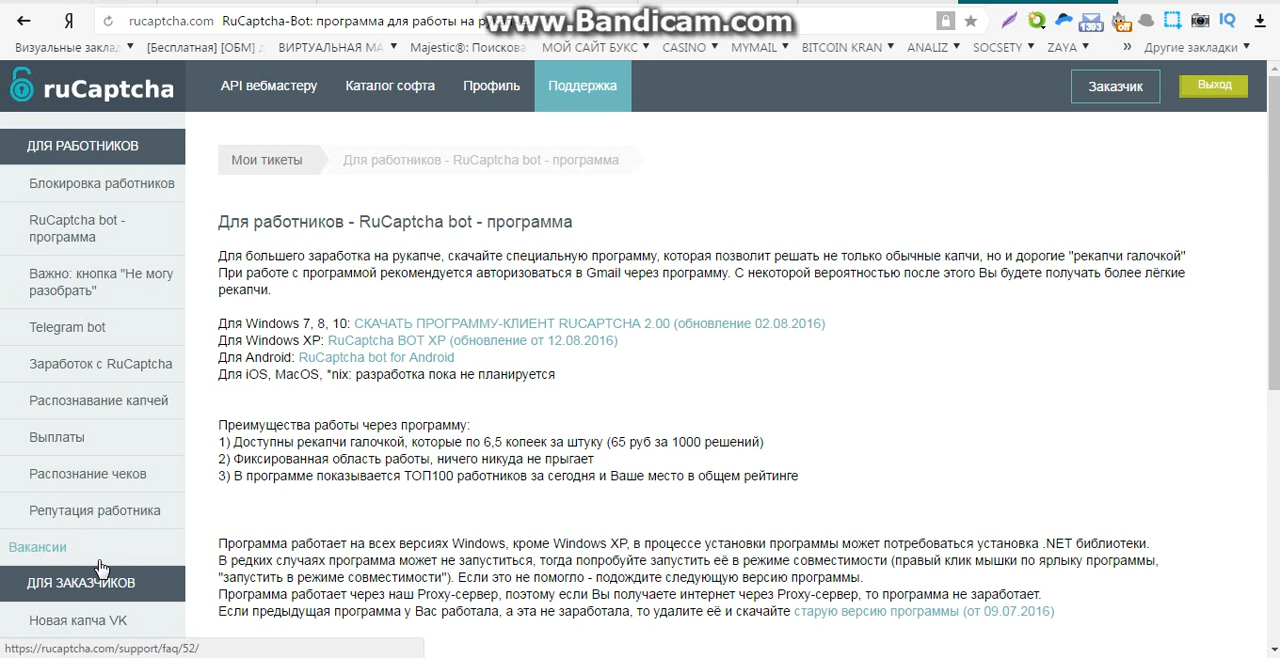 Я
rucaptcha.com RuCaptcha-Bot: программа для работы на
www.Bandicam.com
1393
off
IQ
Визуальные заклад
[Бесплатная] [ОБМ]
ВИРТУАЛЬНАЯ МА
Majestic®: Поискова
МОЙ САЙТ БУКС
CASINO
MYMAIL
BITCOIN KRAN
ANALIZ
SOCSETY
ZAYA
»
Другие закладки
ruCaptcha
API вебмастеру
Каталог софта
Профиль
Поддержка
Заказчик
Выход
ДЛЯ РАБОТНИКОВ
Блокировка работников
RuCaptcha bot -
программа
Важно: кнопка "Не могу
разобрать"
Telegram bot
Заработок с RuCaptcha
Распознавание капчей
Выплаты
Распознание чеков
Репутация работника
Вакансии
ДЛЯ ЗАКАЗЧИКОВ
Новая капча VK
https://rucaptcha.com/support/faq/52/
Мои тикеты
Для работников - RuCaptcha bot - программа
Для работников - RuCaptcha bot - программа
Для большего заработка на рукапче, скачайте специальную программу, которая позволит решать не только обычные капчи, но и дорогие "рекапчи галочкой"
При работе с программой рекомендуется авторизоваться в Gmail через программу. С некоторой вероятностью после этого Вы будете получать более лёгкие
рекапчи.
Для Windows 7, 8, 10: СКАЧАТЬ ПРОГРАММУ-КЛИЕНТ RUCAPTCHA 2.00 (обновление 02.08.2016)
Для Windows XP: RuCaptcha BOT XP (обновление от 12.08.2016)
Для Android: RuCaptcha bot for Android
Для iOS, MacOS, *nix: разработка пока не планируется
Преимущества работы через программу:
1) Доступны рекапчи галочкой, которые по 6,5 копеек за штуку (65 руб за 1000 решений)
2) Фиксированная область работы, ничего никуда не прыгает
3) В программе показывается ТОП100 работников за сегодня и Ваше место в общем рейтинге
Программа работает на всех версиях Windows, кроме Windows XP, в процессе установки программы может потребоваться установка .NET библиотеки.
В редких случаях программа может не запуститься, тогда попробуйте запустить её в режиме совместимости (правый клик мышки по ярлыку программы,
"запустить в режиме совместимости"). Если это не помогло - подождите следующую версию программы.
Программа работает через наш Proxy-сервер, поэтому если Вы получаете интернет через Proxy-сервер, то программа не заработает.
Если предыдущая программа у Вас работала, а эта не заработала, то удалите её и скачайте старую версию программы (от 09.07.2016)